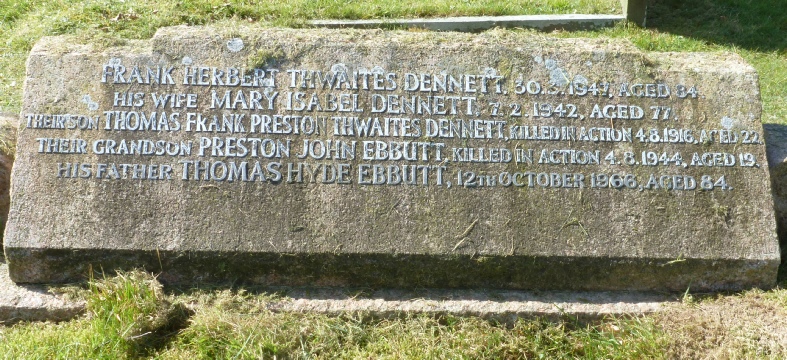 FRANK HERBERT THWAITES DENNETT, 30.3.1947, AGED 84
HIS WIFE MARY ISABEL DENNETT, 7.2.1942, AGED 77
THEIR SON THOMAS FRANK PRESTON THWAITES DENNETT, KILLED IN ACTION 4.8.1916, AGED 22.
THEIR GRANDSON PRESTON JOHN EBBUTT, KILLED IN ACTION 4.8.1944, AGED 19.
HIS FATHER THOMAS HYDE EBBUTT, 12TH OCTOBER 1966, AGED 84.